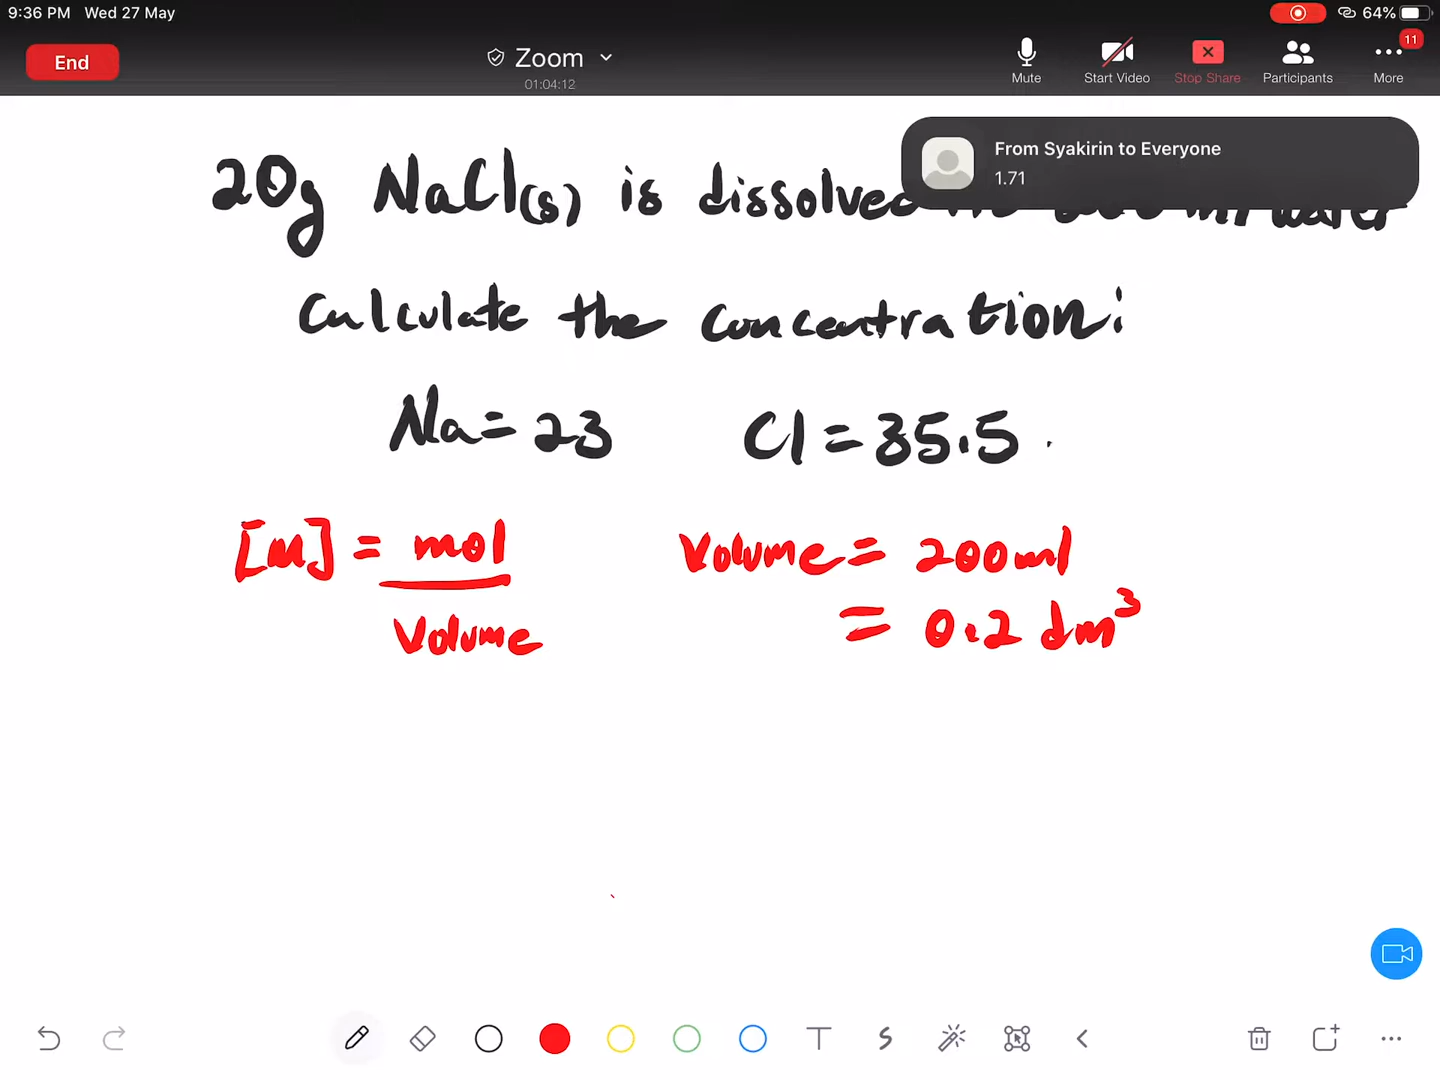 9:36 PM Wed 27 May
64%
End
Zoom
01:04:12
Mute
Start Video
Stop Share
Participants
More
11
From Syakirin to Everyone
1.71
20g NaCl(s) is dissolved
Calculate the concentration:
Na = 23 Cl = 35.5
[M] = mol
Volume
Volume = 200ml
= 0.2 dm³
T